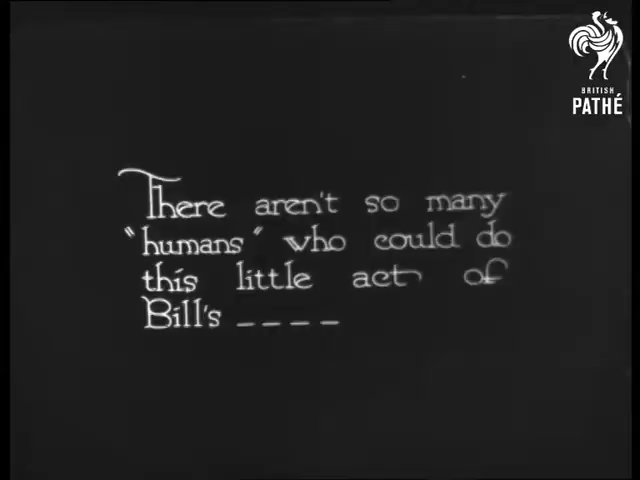 BRITISH
PATHÉ
There aren't so many
"humans" who could do
this little act of
Bill's ----